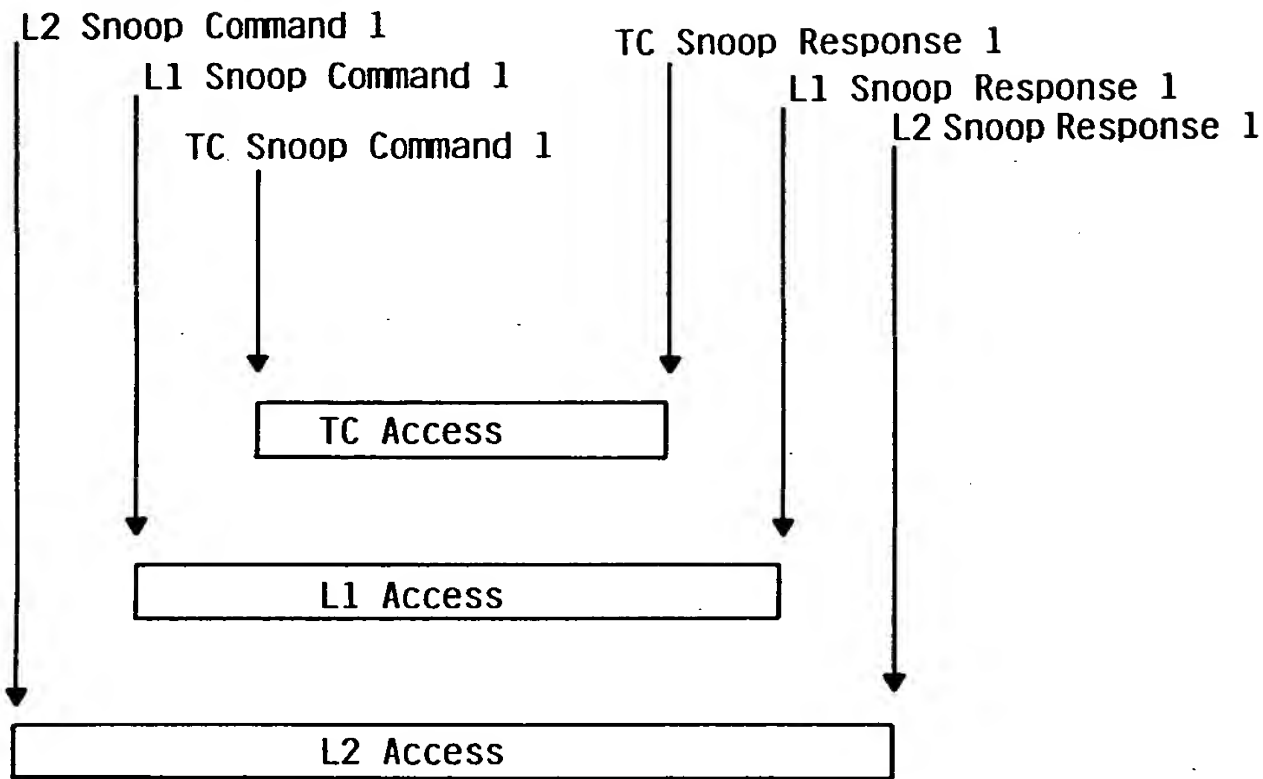 L2 Snoop Command 1
L1 Snoop Command 1
TC Snoop Command 1
TC Snoop Response 1
L1 Snoop Response 1
L2 Snoop Response 1
TC Access
L1 Access
L2 Access